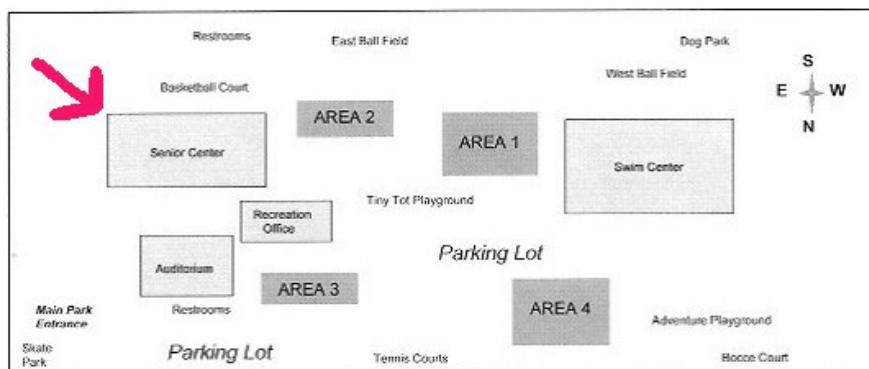 Restrooms
East Ball Field
Dog Park
S
West Ball Field
Basketball Court
E
W
AREA 2
N
AREA 1
Senior Center
Swim Center
Tiny Tot Playground
Recreation
Office
Parking Lot
Auditorium
AREA 3
AREA 4
Main Park
Entrance
Restrooms
Adventure Playground
Skate
Park
Parking Lot
Tennis Courts
Bocce Court